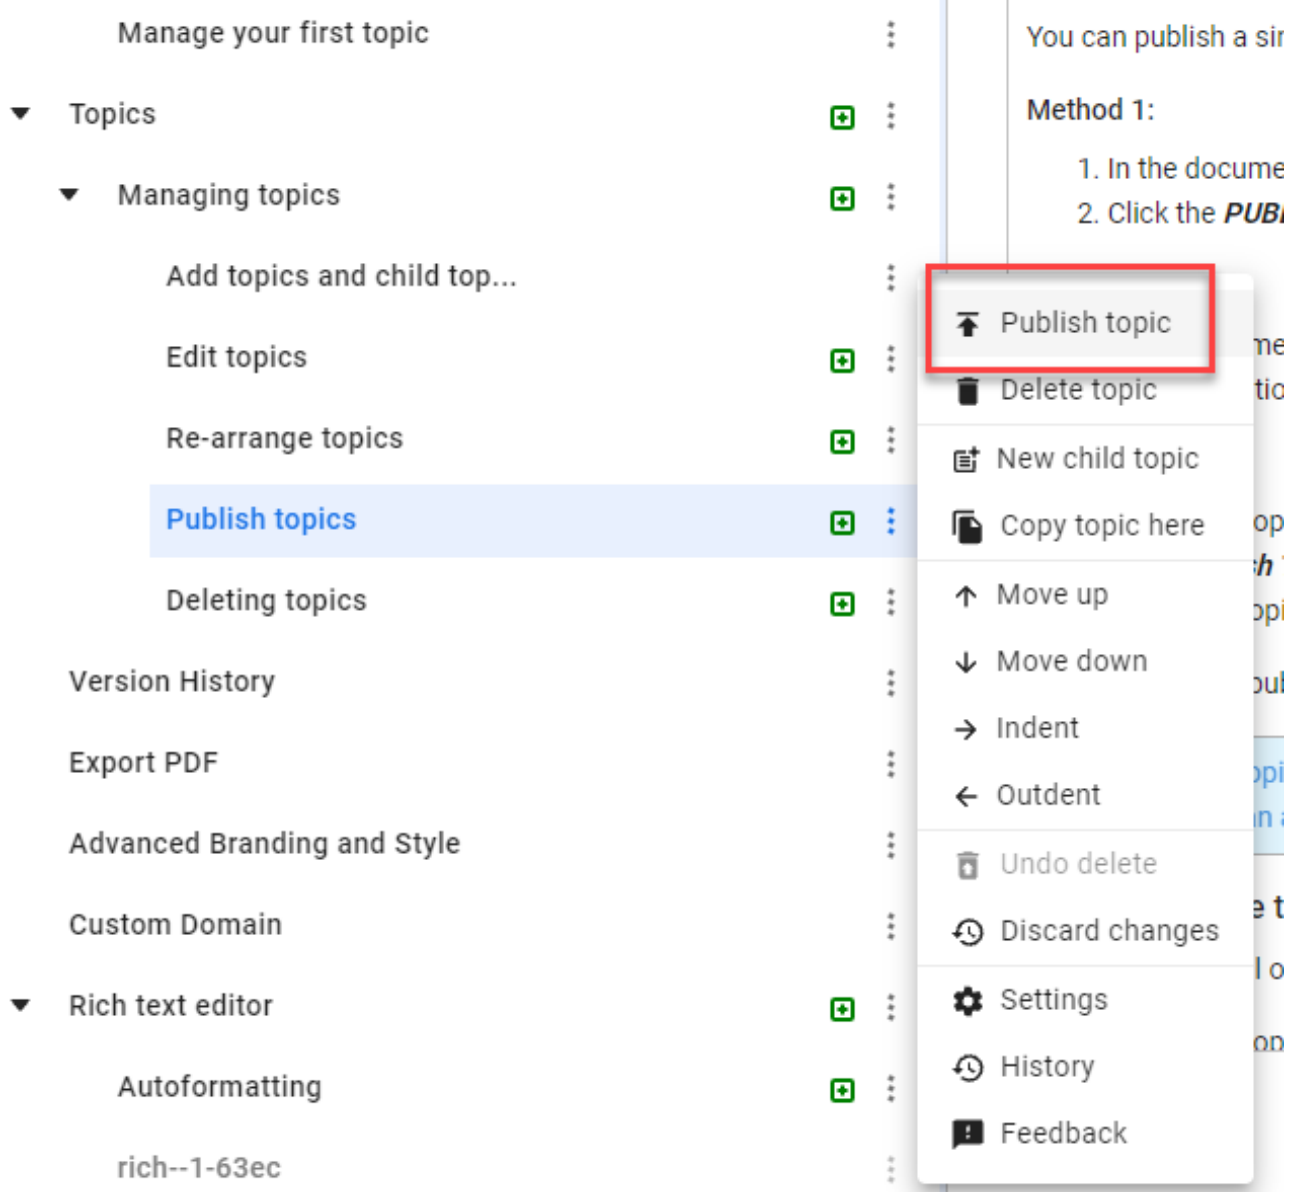 Manage your first topic
Topics
Managing topics
Add topics and child top...
Edit topics
Re-arrange topics
Publish topics
Deleting topics
Version History
Export PDF
Advanced Branding and Style
Custom Domain
Rich text editor
Autoformatting
rich--1-63ec
You can publish a
Method 1:
1. In the
2. Click the
Publish topic
Delete topic
New child topic
Copy topic here
Move up
Move down
Indent
Outdent
Undo delete
Discard changes
Settings
History
Feedback